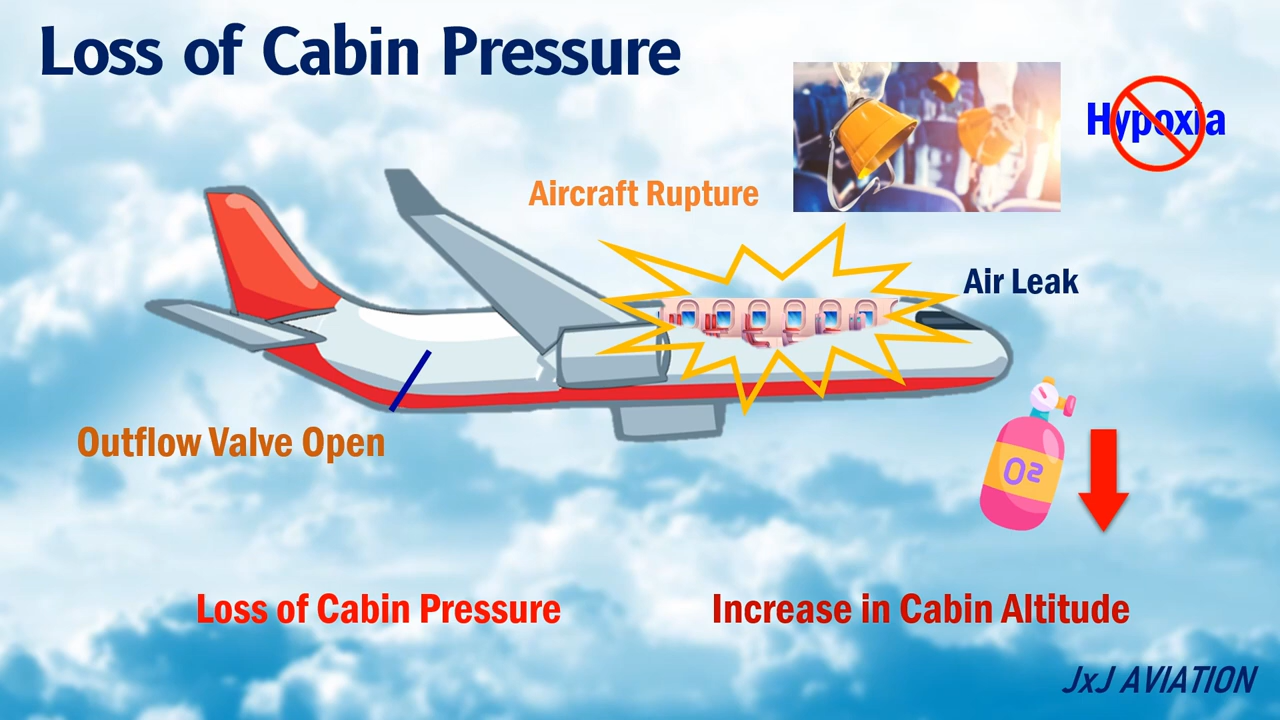 Loss of Cabin Pressure
Hypoxia
Aircraft Rupture
Air Leak
Outflow Valve Open
O2
Loss of Cabin Pressure
Increase in Cabin Altitude
JxJ AVIATION